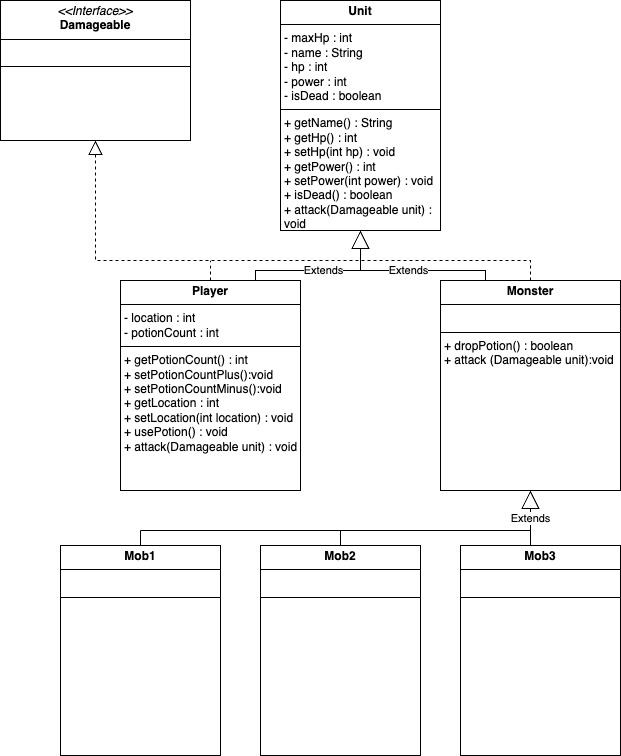 <<Interface>>
Damageable
Unit
- maxHp : int
- name : String
- hp : int
- power : int
- isDead : boolean
+ getName() : String
+ getHp() : int
+ setHp(int hp) : void
+ getPower() : int
+ setPower(int power) : void
+ isDead() : boolean
+ attack(Damageable unit) :
void
Extends
Extends
Player
- location : int
- potionCount : int
+ getPotionCount() : int
+ setPotionCountPlus():void
+ setPotionCountMinus():void
+ getLocation : int
+ setLocation(int location) : void
+ usePotion() : void
+ attack(Damageable unit) : void
Monster
+ dropPotion() : boolean
+ attack (Damageable unit):void
Extends
Mob1
Mob2
Mob3